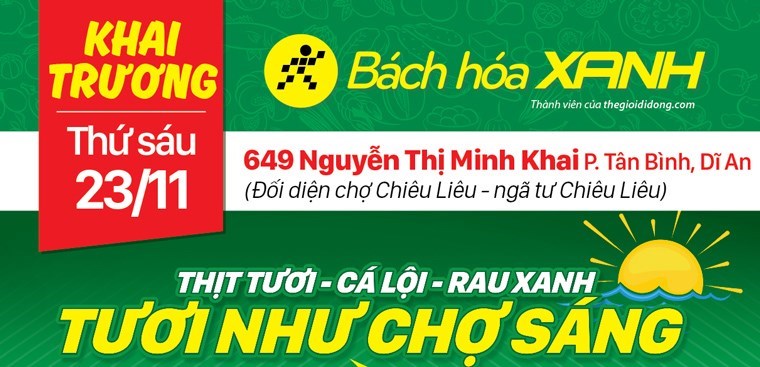 KHAI
TRƯƠNG
Thứ sáu
23/11
Bách hóa XANH
Thành viên của thegioididong.com
649 Nguyễn Thị Minh Khai P. Tân Bình, Dĩ An
(Đối diện chợ Chiêu Liêu - ngã tư Chiêu Liêu)
THỊT TƯƠI - CÁ LỘI - RAU XANH
TƯƠI NHƯ CHỢ SÁNG